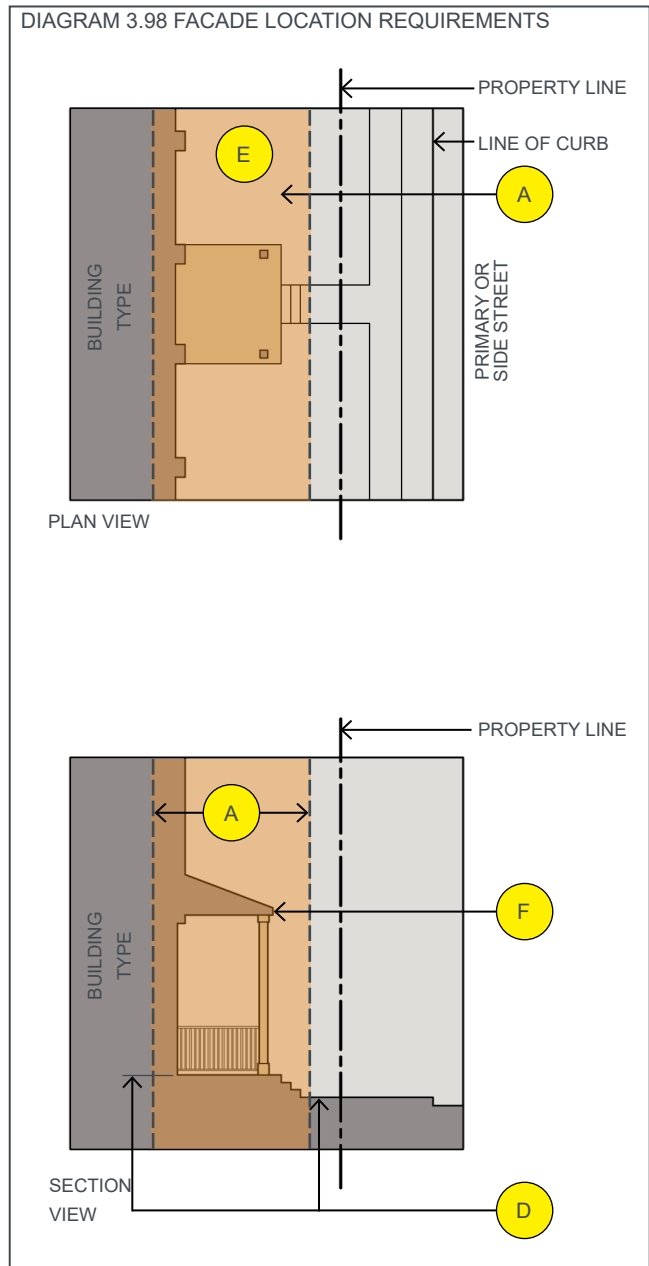 DIAGRAM 3.98 FACADE LOCATION REQUIREMENTS
PROPERTY LINE
LINE OF CURB
E
A
BUILDING
TYPE
PRIMARY OR
SIDE STREET
PLAN VIEW
PROPERTY LINE
A
F
BUILDING
TYPE
SECTION
VIEW
D